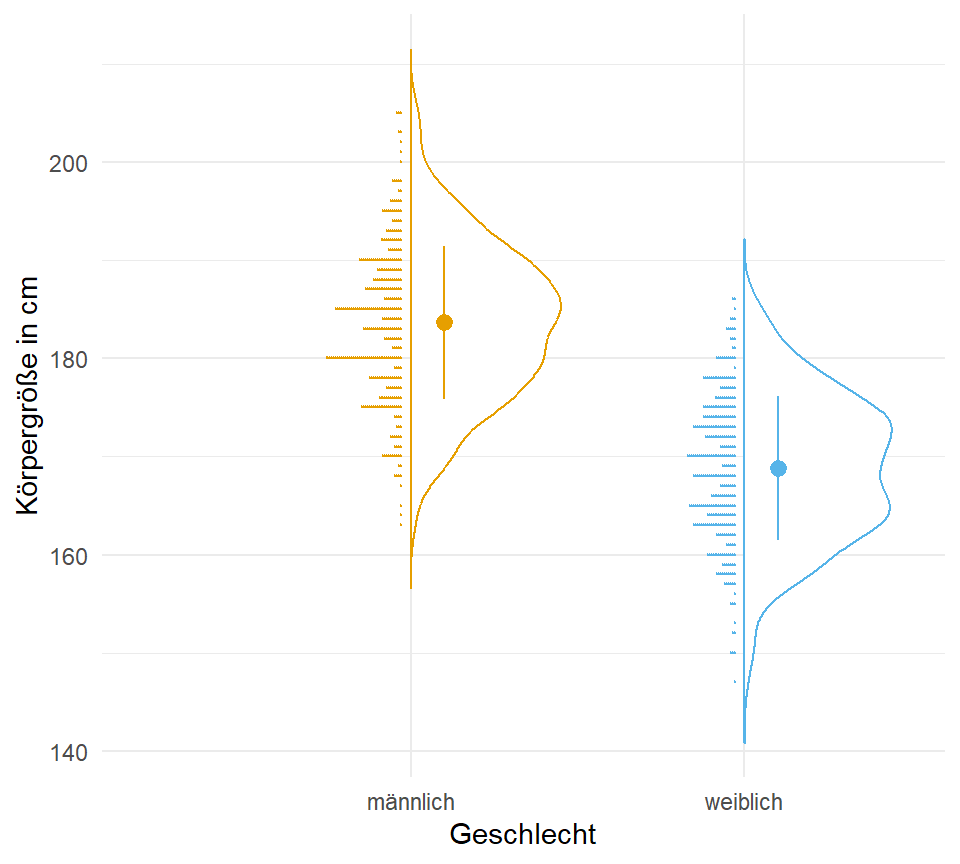 Körpergröße in cm
200
180
160
140
männlich
weiblich
Geschlecht